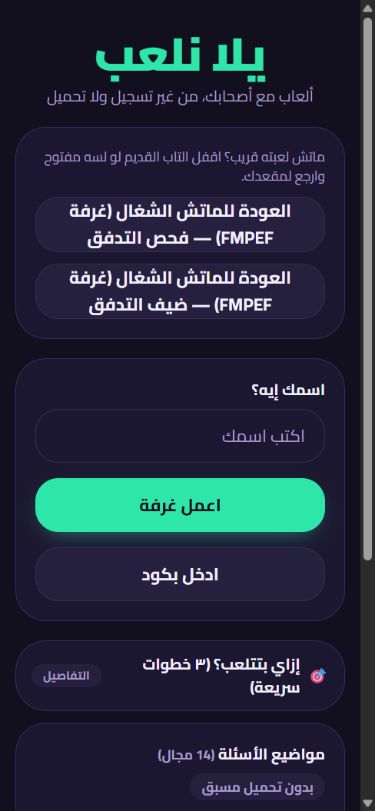 يلا نلعب
ألعاب مع أصحابك، من غير تسجيل ولا تحميل
ماتش لعبته قريب؟ اقفل التاب القديم لو لسه مفتوح
وارجع لمقعدك.
العودة للماتش الشغال (غرفة
FMPEF) — فحص التدفق
العودة للماتش الشغال (غرفة
FMPEF) — ضيف التدفق
اسمك إيه؟
اكتب اسمك
اعمل غرفة
ادخل بكود
إزاي بتتلعب؟ (٣ خطوات
سريعة)
التفاصيل
مواضيع الأسئلة (14 مجال)
بدون تحميل مسبق